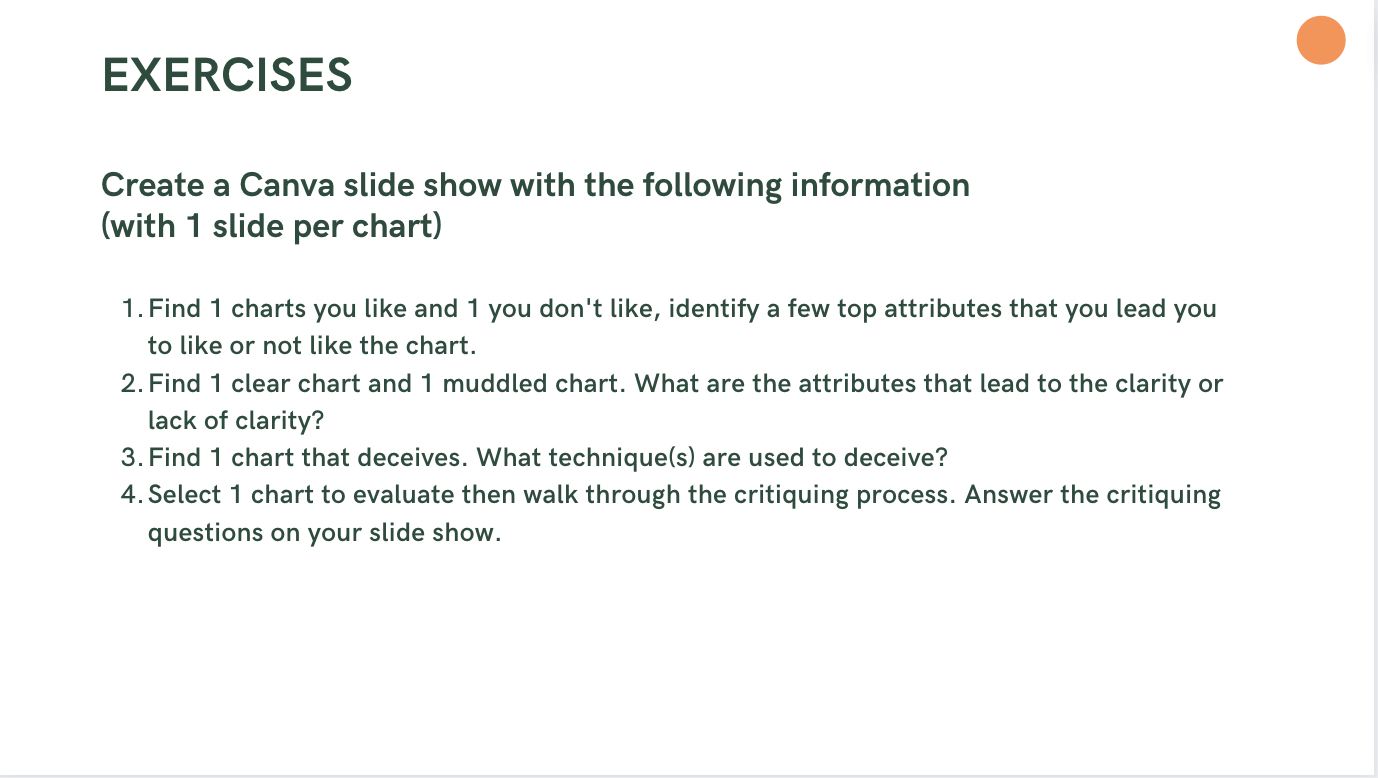 EXERCISES
Create a Canva slide show with the following information
(with 1 slide per chart)
1. Find 1 charts you like and 1 you don't like, identify a few top attributes that you lead you
to like or not like the chart.
2. Find 1 clear chart and 1 muddled chart. What are the attributes that lead to the clarity or
lack of clarity?
3. Find 1 chart that deceives. What technique(s) are used to deceive?
4. Select 1 chart to evaluate then walk through the critiquing process. Answer the critiquing
questions on your slide show.